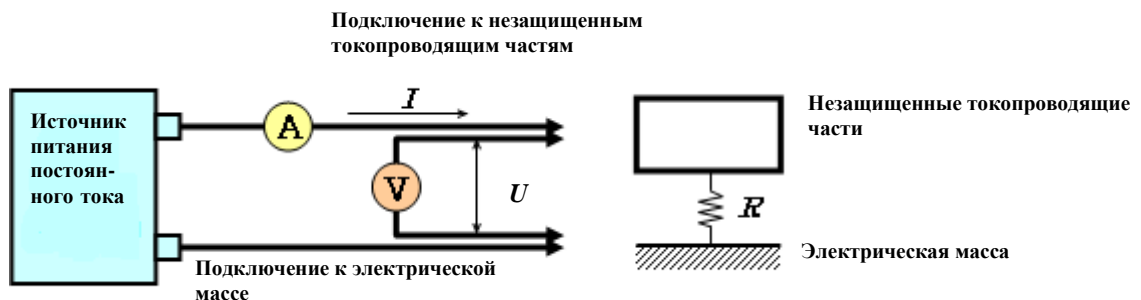 Подключение к незащищенным
токопроводящим частям
Источник
питания
постоян-
ного тока
A
I
V
U
Подключение к электрической
массе
Незащищенные токопроводящие
части
R
Электрическая масса